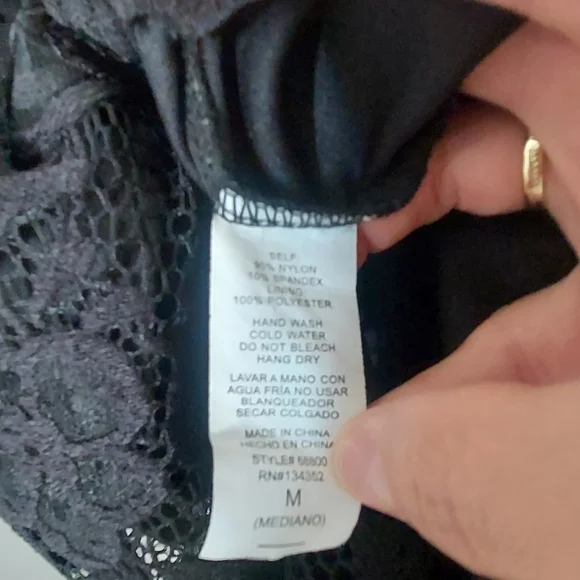 SELF:
90% NYLON
10% SPANDEX
LINING:
100% POLYESTER
HAND WASH
COLD WATER
DO NOT BLEACH
HANG DRY
LAVAR A MANO CON
AGUA FRÍA NO USAR
BLANQUEADOR
SECAR COLGADO
MADE IN CHINA
HECHO EN CHINA
STYLE# 68800
RN#134352
M
(MEDIANO)